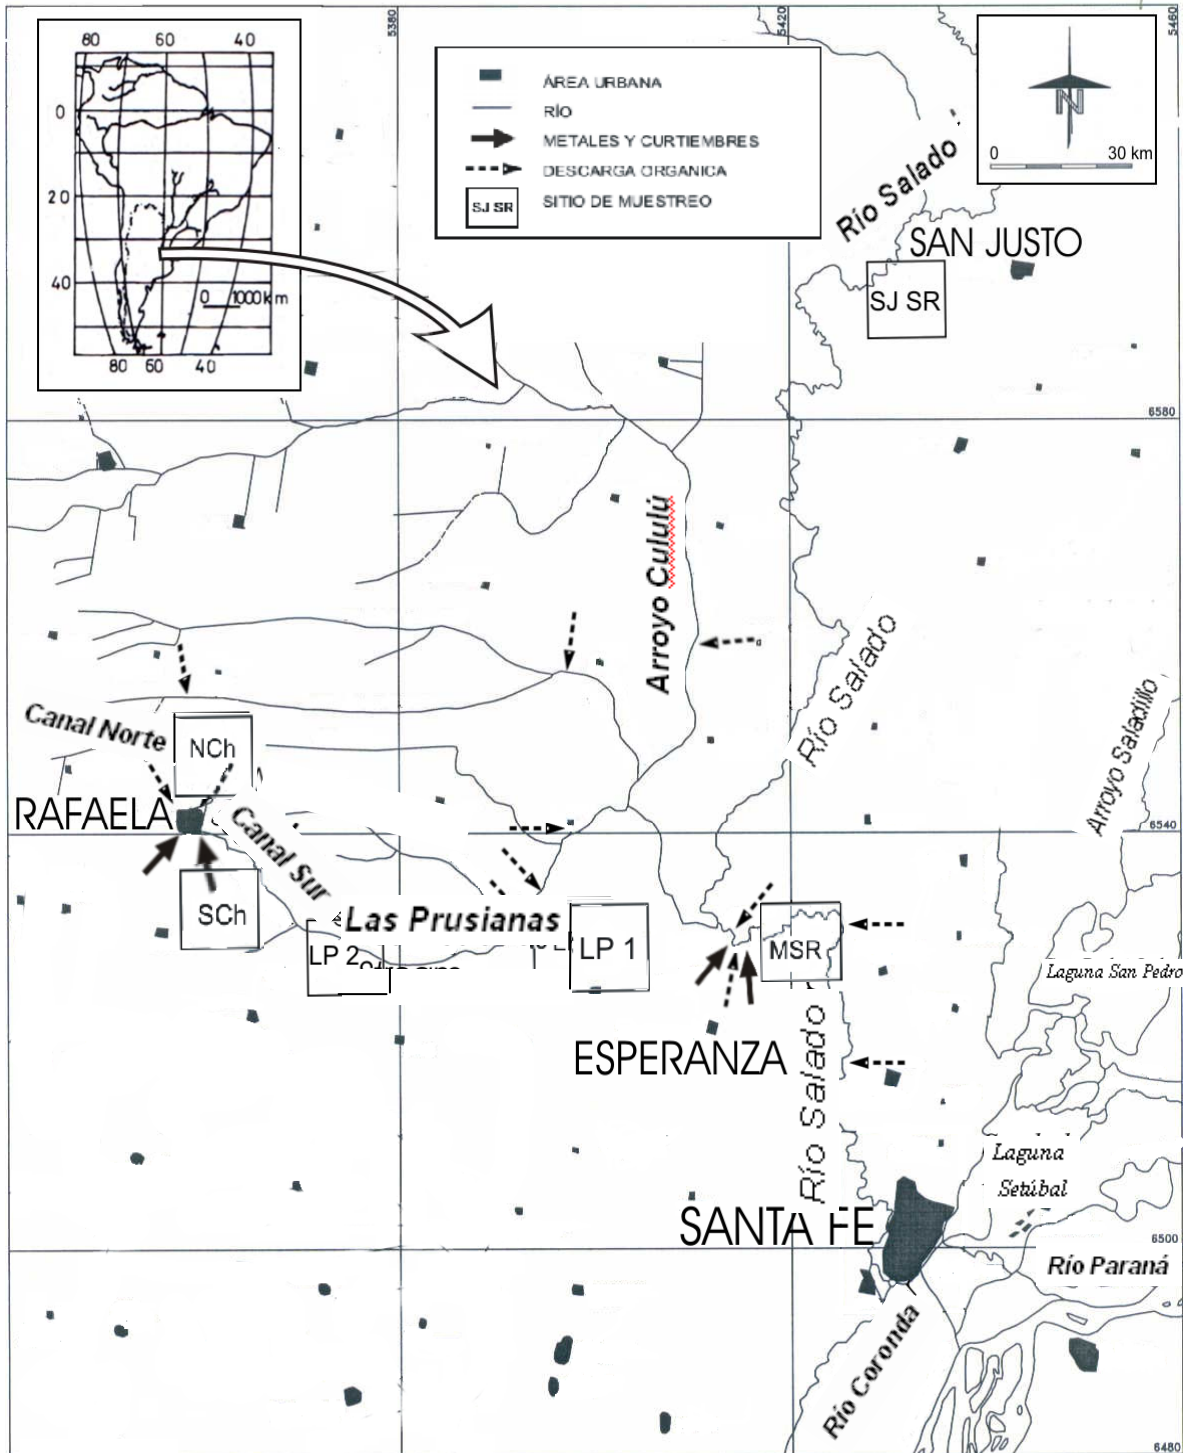 5380
5420
5460
80 60 40
0
20
40
0 1000km
80 60 40
ÁREA URBANA
RÍO
METALES Y CURTIEMBRES
DESCARGA ORGANICA
SJ SR
SITIO DE MUESTREO
N
0 30 km
Río Salado
SAN JUSTO
SJ SR
6580
Arroyo Cululú
Río Salado
Arroyo Saladillo
Canal Norte
NCh
RAFAELA
Canal Sur
6540
SCh
Las Prusianas
LP 2
LP 1
MSR
Laguna San Pedro
ESPERANZA
Río Salado
Laguna
Setúbal
SANTA FE
6500
Río Paraná
Río Coronda
6480